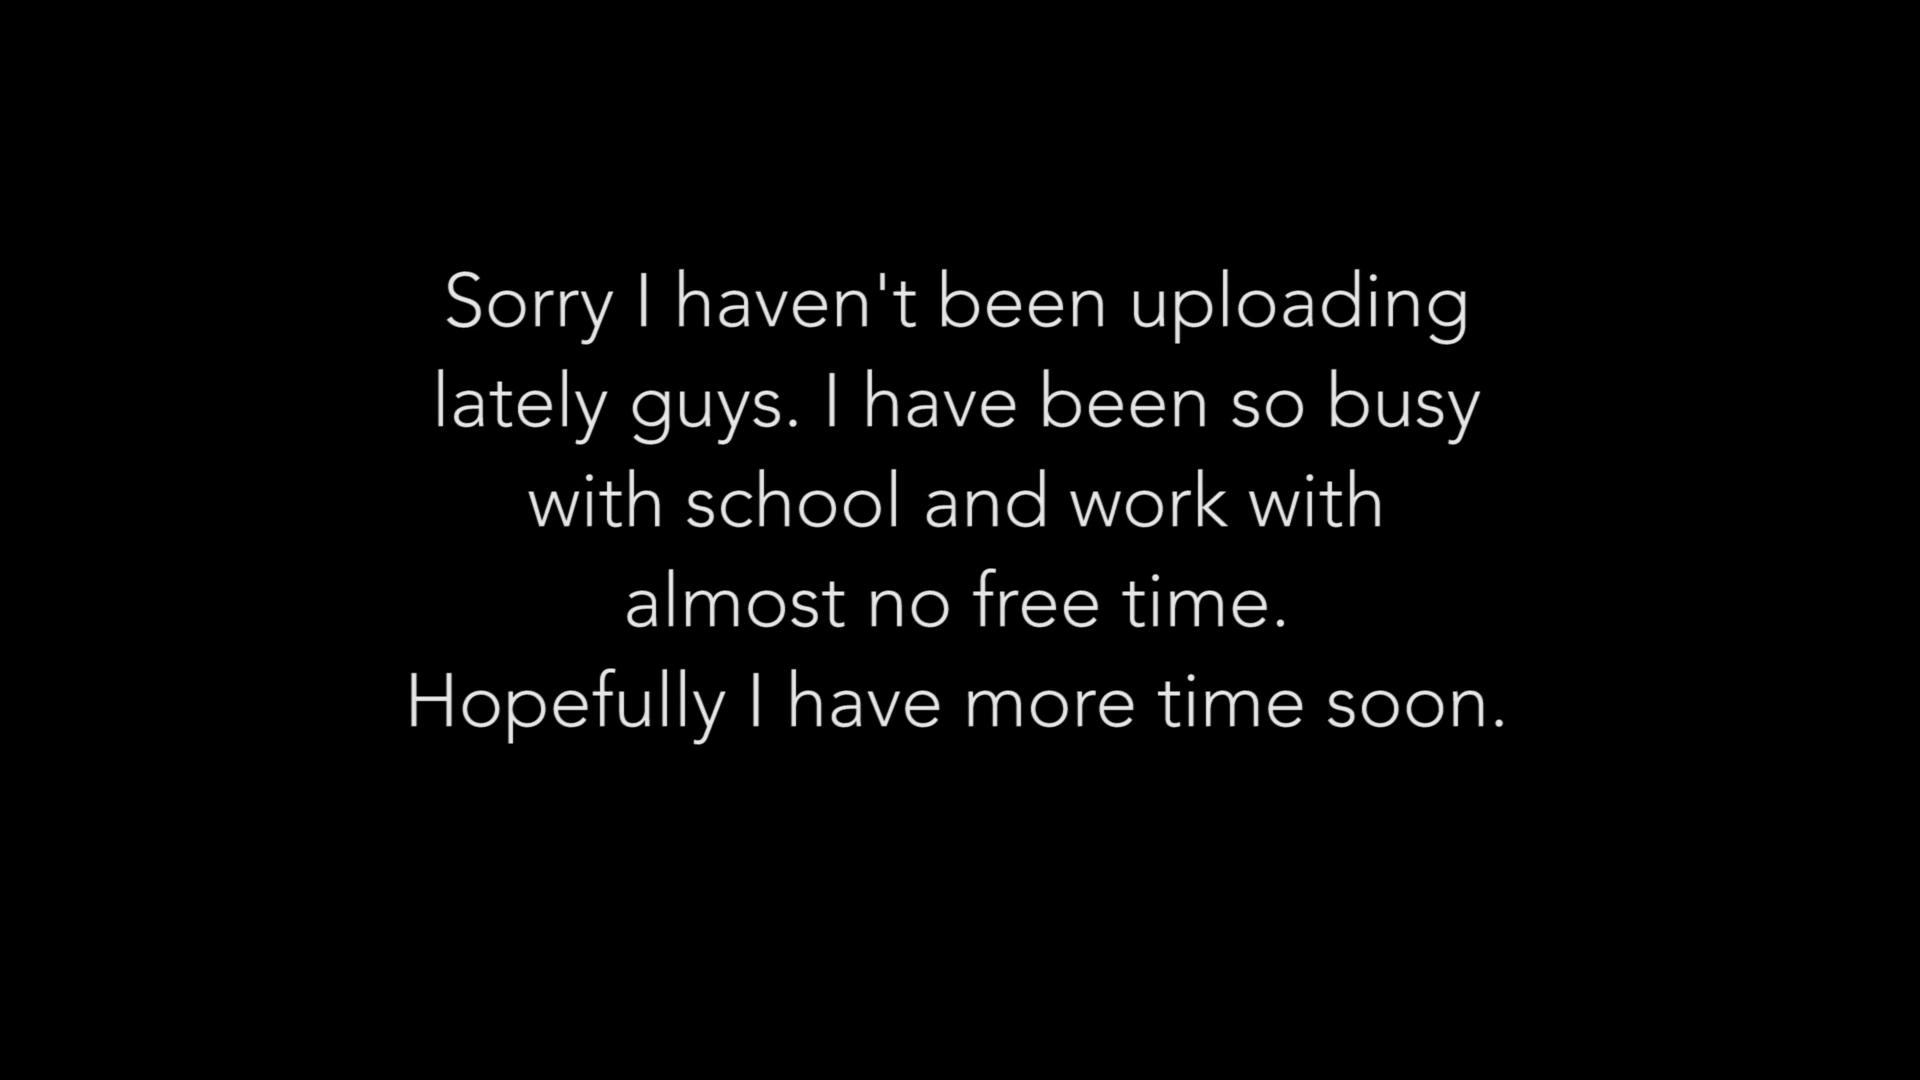 Sorry I haven't been uploading
lately guys. I have been so busy
with school and work with
almost no free time.
Hopefully I have more time soon.